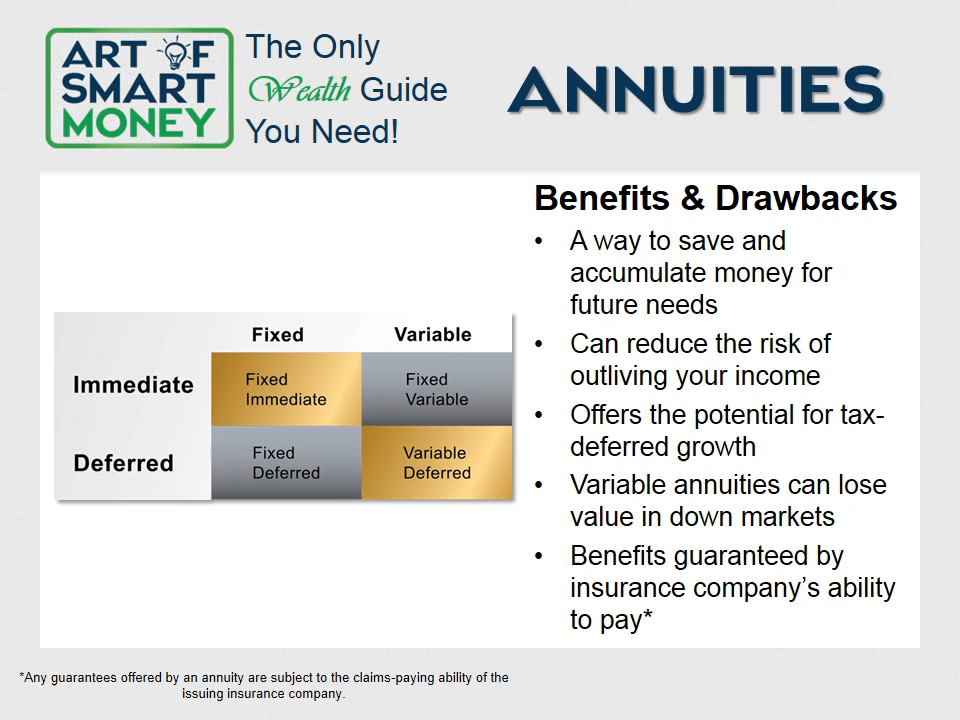 ART OF
SMART
MONEY
The Only
Wealth Guide
You Need!
ANNUITIES
Fixed
Variable
Immediate
Fixed
Immediate
Fixed
Variable
Deferred
Fixed
Deferred
Variable
Deferred
Benefits & Drawbacks
• A way to save and
accumulate money for
future needs
• Can reduce the risk of
outliving your income
• Offers the potential for tax-
deferred growth
• Variable annuities can lose
value in down markets
• Benefits guaranteed by
insurance company’s ability
to pay*
*Any guarantees offered by an annuity are subject to the claims-paying ability of the
issuing insurance company.